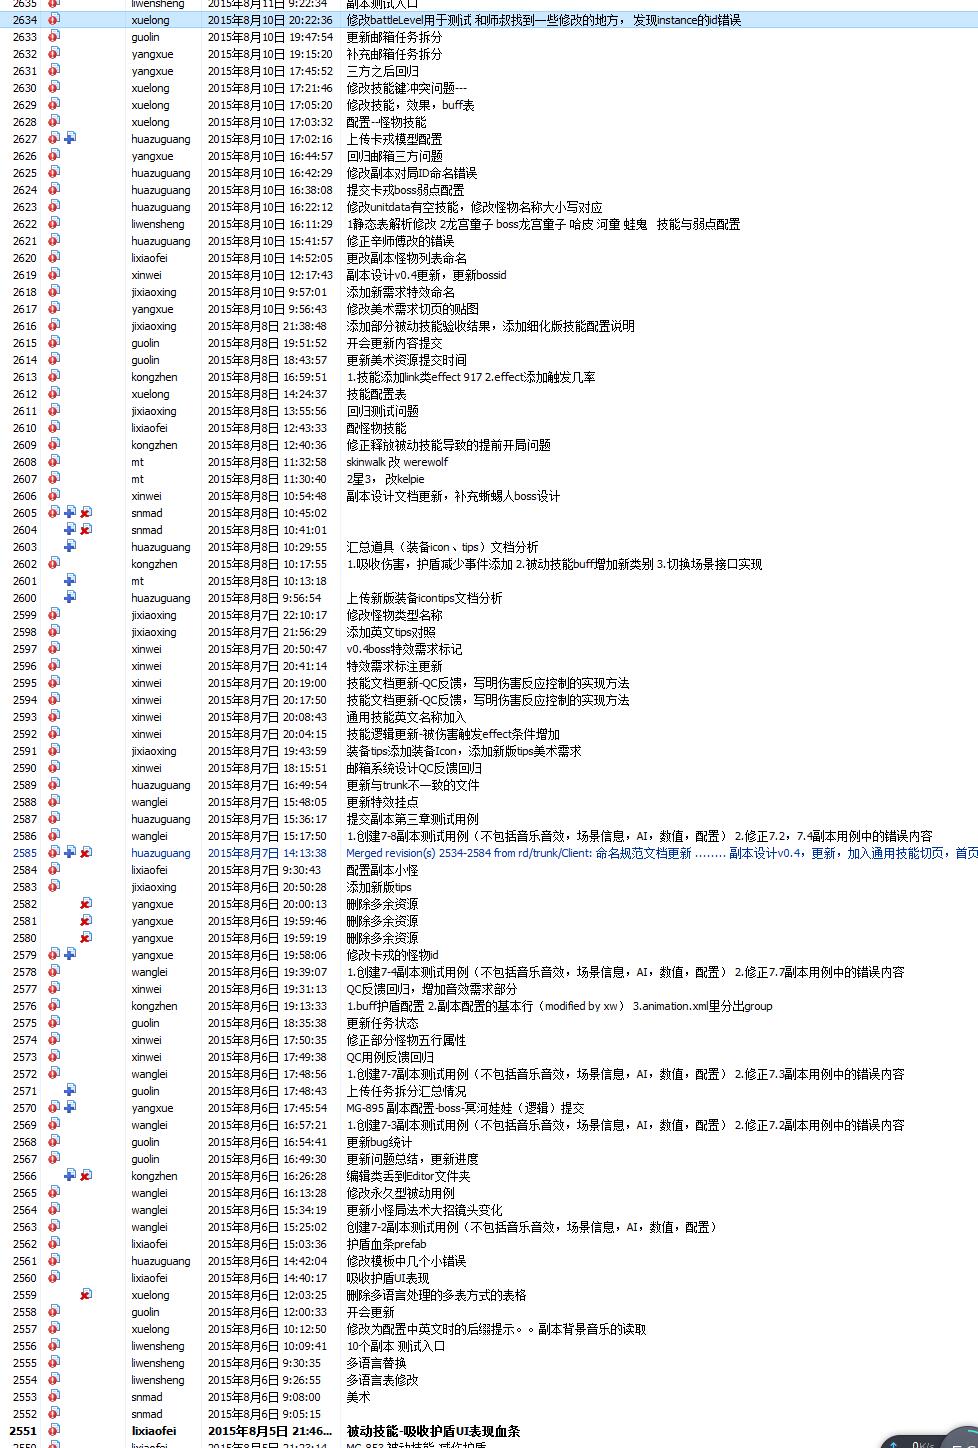 2635 liwensheng 2015年8月11日 9:22:34 副本测试入口
2634 xuelong 2015年8月10日 20:22:36 修改battleLevel用于测试 和师叔找到一些修改的地方， 发现instance的id错误
2633 guolin 2015年8月10日 19:47:54 更新邮箱任务拆分
2632 yangxue 2015年8月10日 19:15:20 补充邮箱任务拆分
2631 yangxue 2015年8月10日 17:45:52 三方之后回归
2630 xuelong 2015年8月10日 17:21:46 修改技能键冲突问题---
2629 xuelong 2015年8月10日 17:05:20 修改技能，效果，buff表
2628 xuelong 2015年8月10日 17:03:32 配置--怪物技能
2627 huazuguang 2015年8月10日 17:02:16 上传卡戎模型配置
2626 yangxue 2015年8月10日 16:44:57 回归邮箱三方问题
2625 huazuguang 2015年8月10日 16:42:29 修改副本对局ID命名错误
2624 huazuguang 2015年8月10日 16:38:08 提交卡戎boss弱点配置
2623 huazuguang 2015年8月10日 16:22:12 修改unitdata有空技能，修改怪物名称大小写对应
2622 liwensheng 2015年8月10日 16:11:29 1静态表解析修改 2龙宫童子 boss龙宫童子 哈皮 河童 蛙鬼 技能与弱点配置
2621 huazuguang 2015年8月10日 15:41:57 修正辛师傅改的错误
2620 lixiaofei 2015年8月10日 14:52:05 更改副本怪物列表命名
2619 xinwei 2015年8月10日 12:17:43 副本设计v0.4更新，更新bossid
2618 jixiaoxing 2015年8月10日 9:57:01 添加新需求特效命名
2617 yangxue 2015年8月10日 9:56:43 修改美术需求切页的贴图
2616 jixiaoxing 2015年8月8日 21:38:48 添加部分被动技能验收结果，添加细化版技能配置说明
2615 guolin 2015年8月8日 19:51:52 开会更新内容提交
2614 guolin 2015年8月8日 18:43:57 更新美术资源提交时间
2613 kongzhen 2015年8月8日 16:59:51 1.技能添加link类effect 917 2.effect添加触发几率
2612 xuelong 2015年8月8日 14:24:37 技能配置表
2611 jixiaoxing 2015年8月8日 13:55:56 回归测试问题
2610 lixiaofei 2015年8月8日 12:43:33 配怪物技能
2609 kongzhen 2015年8月8日 12:40:36 修正释放被动技能导致的提前开局问题
2608 mt 2015年8月8日 11:32:58 skinwalk 改 werewolf
2607 mt 2015年8月8日 11:30:40 2星3， 改kelpie
2606 xinwei 2015年8月8日 10:54:48 副本设计文档更新，补充蜥蜴人boss设计
2605 snmad 2015年8月8日 10:45:02
2604 snmad 2015年8月8日 10:41:01
2603 huazuguang 2015年8月8日 10:29:55 汇总道具（装备icon、tips）文档分析
2602 kongzhen 2015年8月8日 10:17:55 1.吸收伤害，护盾减少事件添加 2.被动技能buff增加新类别 3.切换场景接口实现
2601 mt 2015年8月8日 10:13:18
2600 huazuguang 2015年8月8日 9:56:54 上传新版装备icontips文档分析
2599 jixiaoxing 2015年8月7日 22:10:17 修改怪物类型名称
2598 jixiaoxing 2015年8月7日 21:56:29 添加英文tips对照
2597 xinwei 2015年8月7日 20:50:47 v0.4boss特效需求标记
2596 xinwei 2015年8月7日 20:41:14 特效需求标注更新
2595 xinwei 2015年8月7日 20:19:00 技能文档更新-QC反馈，写明伤害反应控制的实现方法
2594 xinwei 2015年8月7日 20:17:50 技能文档更新-QC反馈，写明伤害反应控制的实现方法
2593 xinwei 2015年8月7日 20:08:43 通用技能英文名称加入
2592 xinwei 2015年8月7日 20:04:15 技能逻辑更新-被伤害触发effect条件增加
2591 jixiaoxing 2015年8月7日 19:43:59 装备tips添加装备Icon，添加新版tips美术需求
2590 xinwei 2015年8月7日 18:15:51 邮箱系统设计QC反馈回归
2589 huazuguang 2015年8月7日 16:49:54 更新与trunk不一致的文件
2588 wanglei 2015年8月7日 15:48:05 更新特效挂点
2587 huazuguang 2015年8月7日 15:36:17 提交副本第三章测试用例
2586 wanglei 2015年8月7日 15:17:50 1.创建7-8副本测试用例（不包括音乐音效，场景信息，AI，数值，配置） 2.修正7.2，7.4副本用例中的错误内容
2585 huazuguang 2015年8月7日 14:13:38 Merged revision(s) 2534-2584 from rd/trunk/Client: 命名规范文档更新 ........ 副本设计v0.4，更新，加入通用技能切页，首页
2584 lixiaofei 2015年8月7日 9:30:43 配置副本小怪
2583 jixiaoxing 2015年8月6日 20:50:28 添加新版tips
2582 yangxue 2015年8月6日 20:00:13 删除多余资源
2581 yangxue 2015年8月6日 19:59:46 删除多余资源
2580 yangxue 2015年8月6日 19:59:19 删除多余资源
2579 yangxue 2015年8月6日 19:58:06 修改卡戎的怪物id
2578 wanglei 2015年8月6日 19:39:07 1.创建7-4副本测试用例（不包括音乐音效，场景信息，AI，数值，配置） 2.修正7.7副本用例中的错误内容
2577 xinwei 2015年8月6日 19:31:13 QC反馈回归，增加音效需求部分
2576 kongzhen 2015年8月6日 19:13:33 1.buff护盾配置 2.副本配置的基本行（modified by xw） 3.animation.xml里分出group
2575 guolin 2015年8月6日 18:35:38 更新任务状态
2574 xinwei 2015年8月6日 17:50:35 修正部分怪物五行属性
2573 xinwei 2015年8月6日 17:49:38 QC用例反馈回归
2572 wanglei 2015年8月6日 17:48:56 1.创建7-7副本测试用例（不包括音乐音效，场景信息，AI，数值，配置） 2.修正7.3副本用例中的错误内容
2571 guolin 2015年8月6日 17:48:43 上传任务拆分汇总情况
2570 yangxue 2015年8月6日 17:45:54 MG-895 副本配置-boss-冥河娃娃（逻辑）提交
2569 wanglei 2015年8月6日 16:57:21 1.创建7-3副本测试用例（不包括音乐音效，场景信息，AI，数值，配置） 2.修正7.2副本用例中的错误内容
2568 guolin 2015年8月6日 16:54:41 更新bug统计
2567 guolin 2015年8月6日 16:49:30 更新问题总结，更新进度
2566 kongzhen 2015年8月6日 16:26:28 编辑类丢到Editor文件夹
2565 wanglei 2015年8月6日 16:13:28 修改永久型被动用例
2564 wanglei 2015年8月6日 15:34:19 更新小怪局法术大招镜头变化
2563 wanglei 2015年8月6日 15:25:02 创建7-2副本测试用例（不包括音乐音效，场景信息，AI，数值，配置）
2562 lixiaofei 2015年8月6日 15:03:36 护盾血条prefab
2561 huazuguang 2015年8月6日 14:42:04 修改模板中几个小错误
2560 lixiaofei 2015年8月6日 14:40:17 吸收护盾UI表现
2559 xuelong 2015年8月6日 12:03:25 删除多语言处理的多表方式的表格
2558 guolin 2015年8月6日 12:00:33 开会更新
2557 xuelong 2015年8月6日 10:12:50 修改为配置中英文时的后缀提示。。副本背景音乐的读取
2556 liwensheng 2015年8月6日 10:09:41 10个副本 测试入口
2555 liwensheng 2015年8月6日 9:30:35 多语言替换
2554 liwensheng 2015年8月6日 9:26:55 多语言表修改
2553 snmad 2015年8月6日 9:08:00 美术
2552 snmad 2015年8月6日 9:05:15
2551 lixiaofei 2015年8月5日 21:46... 被动技能-吸收护盾UI表现血条